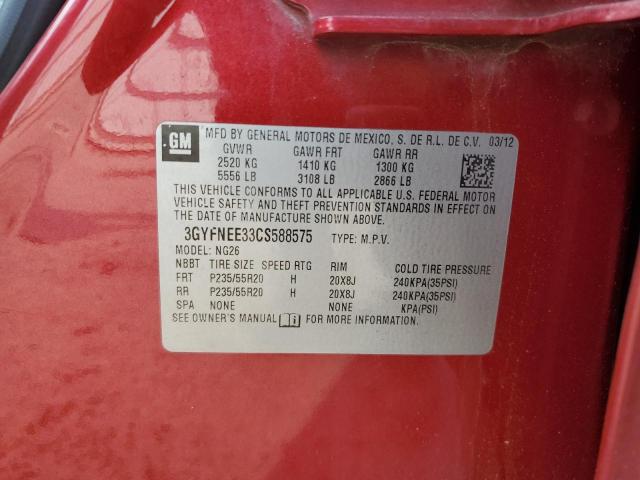 GM MFD BY GENERAL MOTORS DE MEXICO, S. DE R.L. DE C.V. 03/12
GVWR GAWR FRT GAWR RR
2520 KG 1410 KG 1300 KG
5556 LB 3108 LB 2866 LB
THIS VEHICLE CONFORMS TO ALL APPLICABLE U.S. FEDERAL MOTOR
VEHICLE SAFETY AND THEFT PREVENTION STANDARDS IN EFFECT ON
THE DATE OF MANUFACTURE SHOWN ABOVE.
3GYFNEE33CS588575 TYPE: M.P.V.
MODEL: NG26
NBBT TIRE SIZE SPEED RTG RIM COLD TIRE PRESSURE
FRT P235/55R20 H 20X8J 240KPA(35PSI)
RR P235/55R20 H 20X8J 240KPA(35PSI)
SPA NONE NONE KPA(PSI)
SEE OWNER'S MANUAL FOR MORE INFORMATION.